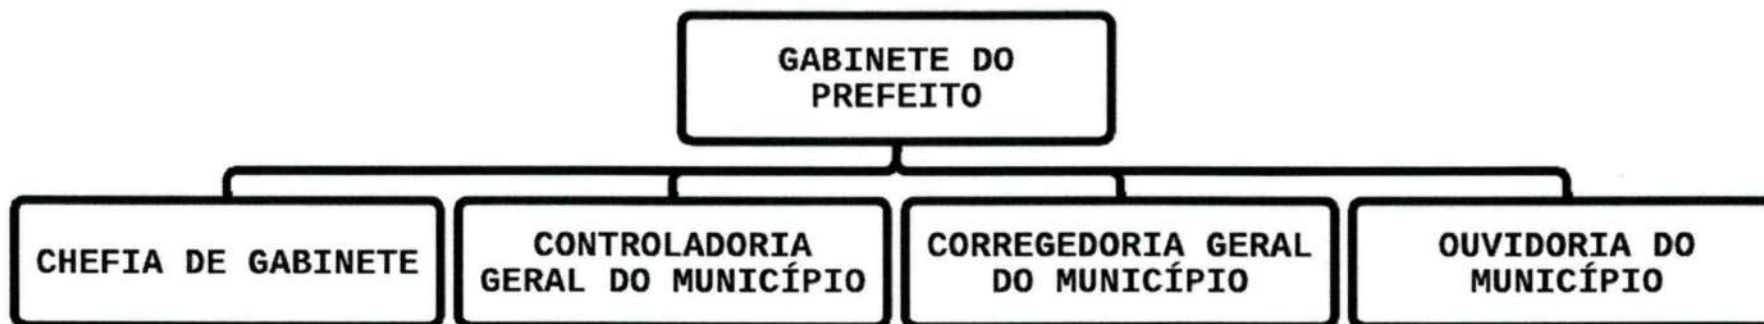 GABINETE DO
PREFEITO
CHEFIA DE GABINETE
CONTROLADORIA
GERAL DO MUNICÍPIO
CORREGEDORIA GERAL
DO MUNICÍPIO
OUVIDORIA DO
MUNICÍPIO